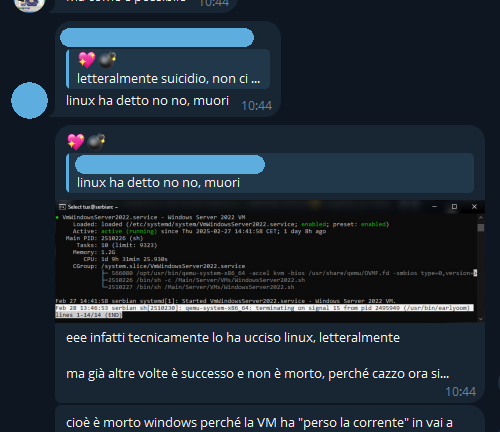 10:44
letteralmente suicidio, non ci ...
linux ha detto no no, muori
10:44
linux ha detto no no, muori
Select tux@serbian: ~
VmWindowsServer2022.service - Windows Server 2022 VM
Loaded: loaded (/etc/systemd/system/VmWindowsServer2022.service; enabled; preset: enabled)
Active: active (running) since Thu 2025-02-27 14:41:58 CET; 1 day 8h ago
Main PID: 2510226 (sh)
Tasks: 10 (limit: 9323)
Memory: 1.2G
CPU: 1d 9h 31min 25.930s
CGroup: /system.slice/VmWindowsServer2022.service
/opt/usr/bin/qemu-system-x86_64 -accel kvm -bios /usr/share/qemu/OVMF.fd -smbios type=0,version=
2510226 /bin/sh -c /Main/Server/VMs/WindowsServer2022.sh
2510227 /bin/sh /Main/Server/VMs/WindowsServer2022.sh
Feb 27 14:41:58 serbian systemd[1]: Started VmWindowsServer2022.service - Windows Server 2022 VM.
Feb 28 13:46:53 serbian sh[2510230]: qemu-system-x86_64: terminating on signal 15 from pid 2495949 (/usr/bin/earlyoom)
lines 1-14/14 (END)
eee infatti tecnicamente lo ha ucciso linux, letteralmente
ma già altre volte è successo e non è morto, perché cazzo ora si...
10:44
cioè è morto windows perché la VM ha "perso la corrente" in vai a